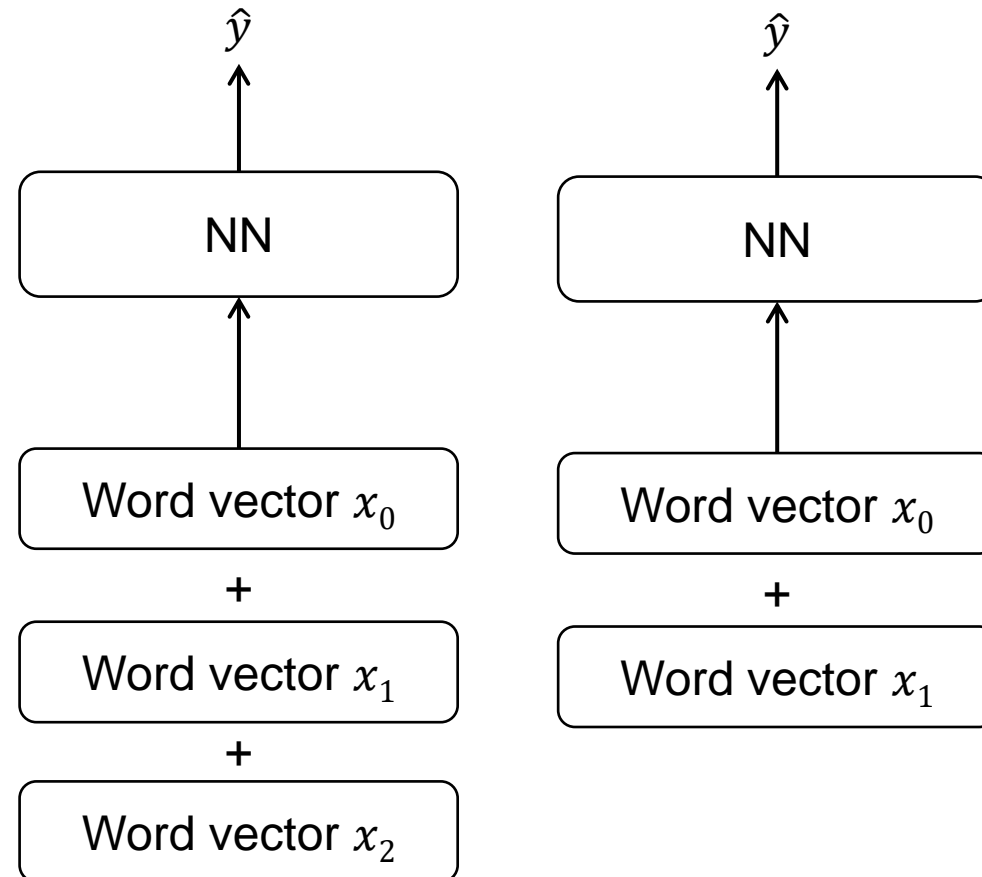 ŷ
NN
Word vector x₀
+
Word vector x₁
+
Word vector x₂
ŷ
NN
Word vector x₀
+
Word vector x₁